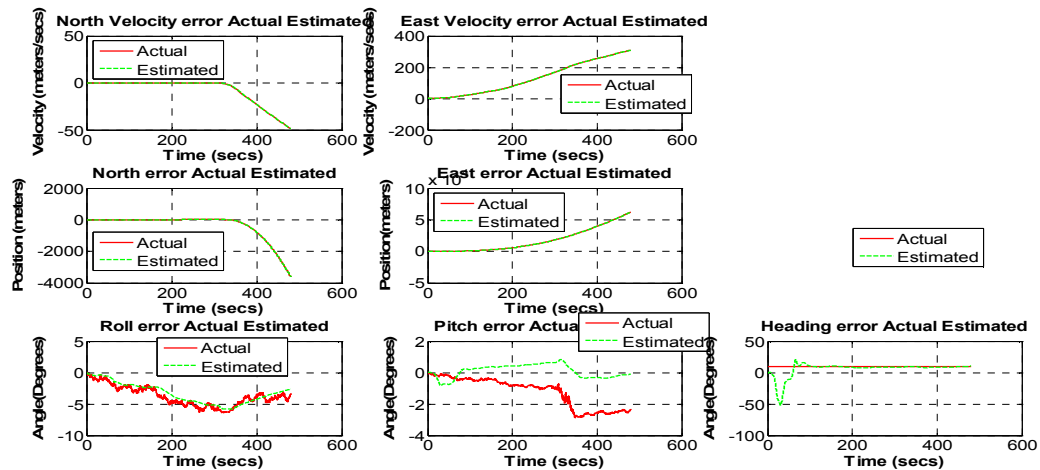 North Velocity error Actual Estimated
Velocity (meters/secs)
50
0
-50
0
200
400
600
Time (secs)
Actual
Estimated
East Velocity error Actual Estimated
Velocity (meters/secs)
400
200
0
-200
0
200
400
600
Time (secs)
Actual
Estimated
North error Actual Estimated
Position(meters)
2000
0
-2000
-4000
0
200
400
600
Time (secs)
Actual
Estimated
x 10
East error Actual Estimated
Position(meters)
10
5
0
-5
0
200
400
600
Time (secs)
Actual
Estimated
Actual
Estimated
Roll error Actual Estimated
Angle(Degrees)
5
0
-5
-10
0
200
400
600
Time (secs)
Actual
Estimated
Pitch error
Angle(Degrees)
2
0
-2
-4
0
200
400
600
Time (secs)
Actual
Estimated
Heading error Actual Estimated
Angle(Degrees)
50
0
-50
-100
0
200
400
600
Time (secs)